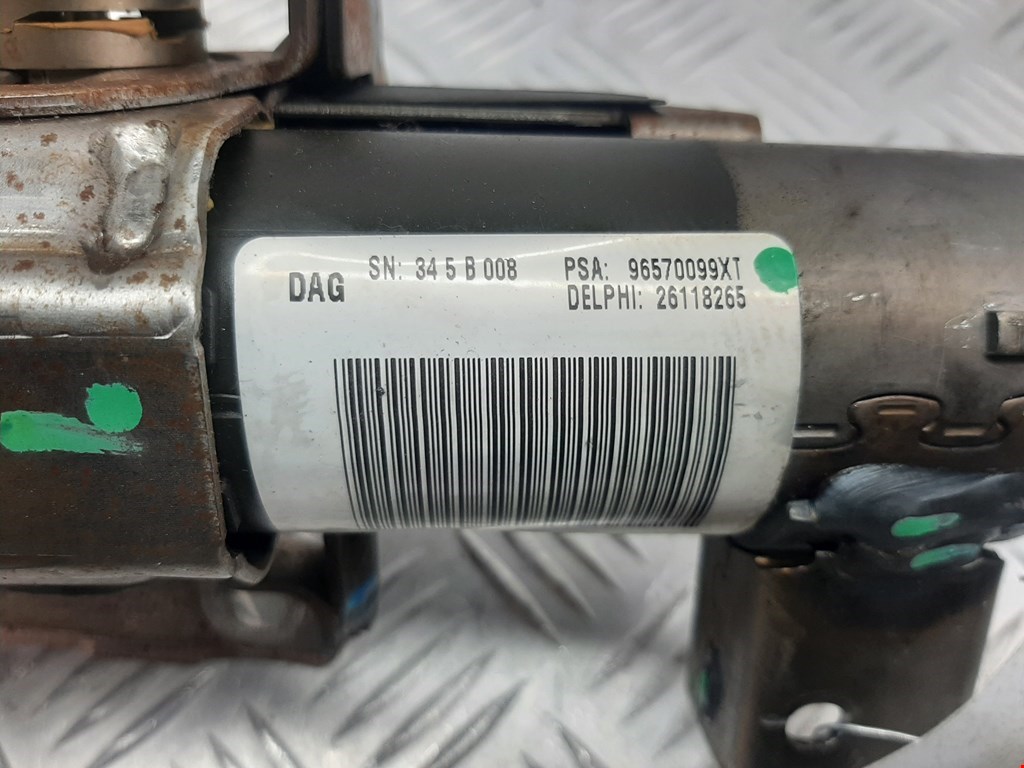 DAG SN: 34 5 B 008 PSA: 96570099XT
DELPHI: 26118265